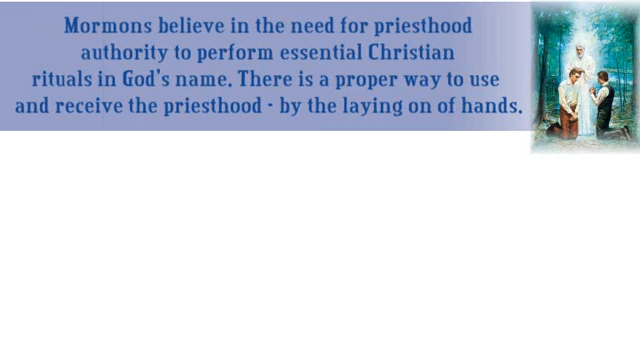 Mormons believe in the need for priesthood
authority to perform essential Christian
rituals in God's name. There is a proper way to use
and receive the priesthood - by the laying on of hands.